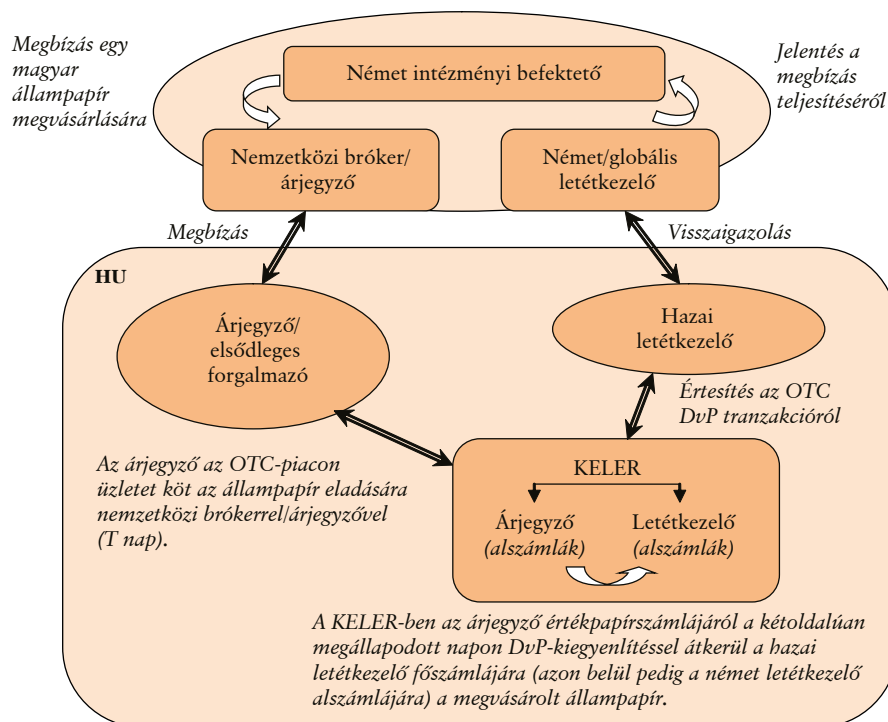 Megbízás egy
magyar
állampapír
megvásárlására
Német intézményi befektető
Jelentés a
megbízás
teljesítéséről
Nemzetközi bróker/
árjegyző
Német/globális
letétkezelő
Megbízás
Visszaigazolás
HU
Árjegyző/
elsődleges
forgalmazó
Hazai
letétkezelő
Értesítés az OTC
DvP tranzakcióról
Az árjegyző az OTC-piacon
üzletet köt az állampapír eladására
nemzetközi brókerrel/árjegyzővel
(T nap).
KELER
Árjegyző
(alszámlák)
Letétkezelő
(alszámlák)
A KELER-ben az árjegyző értékpapírszámlájáról a kétoldalúan
megállapodott napon DvP-kiegyenlítéssel átkerül a hazai
letétkezelő főszámlájára (azon belül pedig a német letétkezelő
alszámlájára) a megvásárolt állampapír.